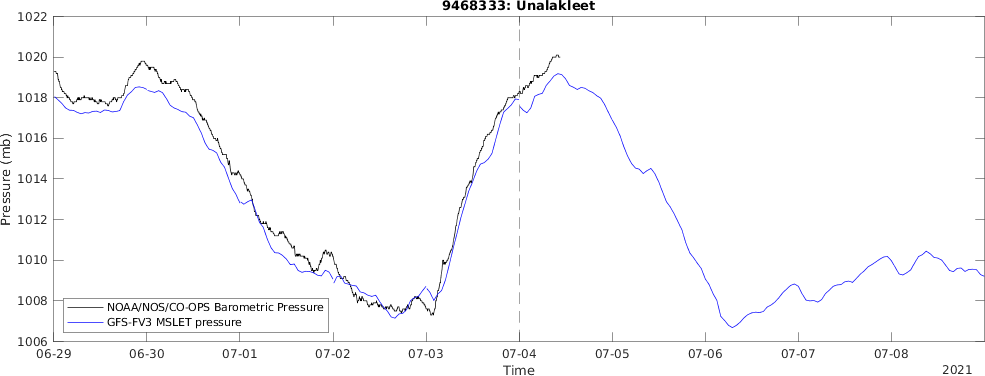 9468333: Unalakleet
Pressure (mb)
1022
1020
1018
1016
1014
1012
1010
1008
1006
NOAA/NOS/CO-OPS Barometric Pressure
GFS-FV3 MSLET pressure
06-29 06-30 07-01 07-02 07-03 07-04 07-05 07-06 07-07 07-08
Time
2021